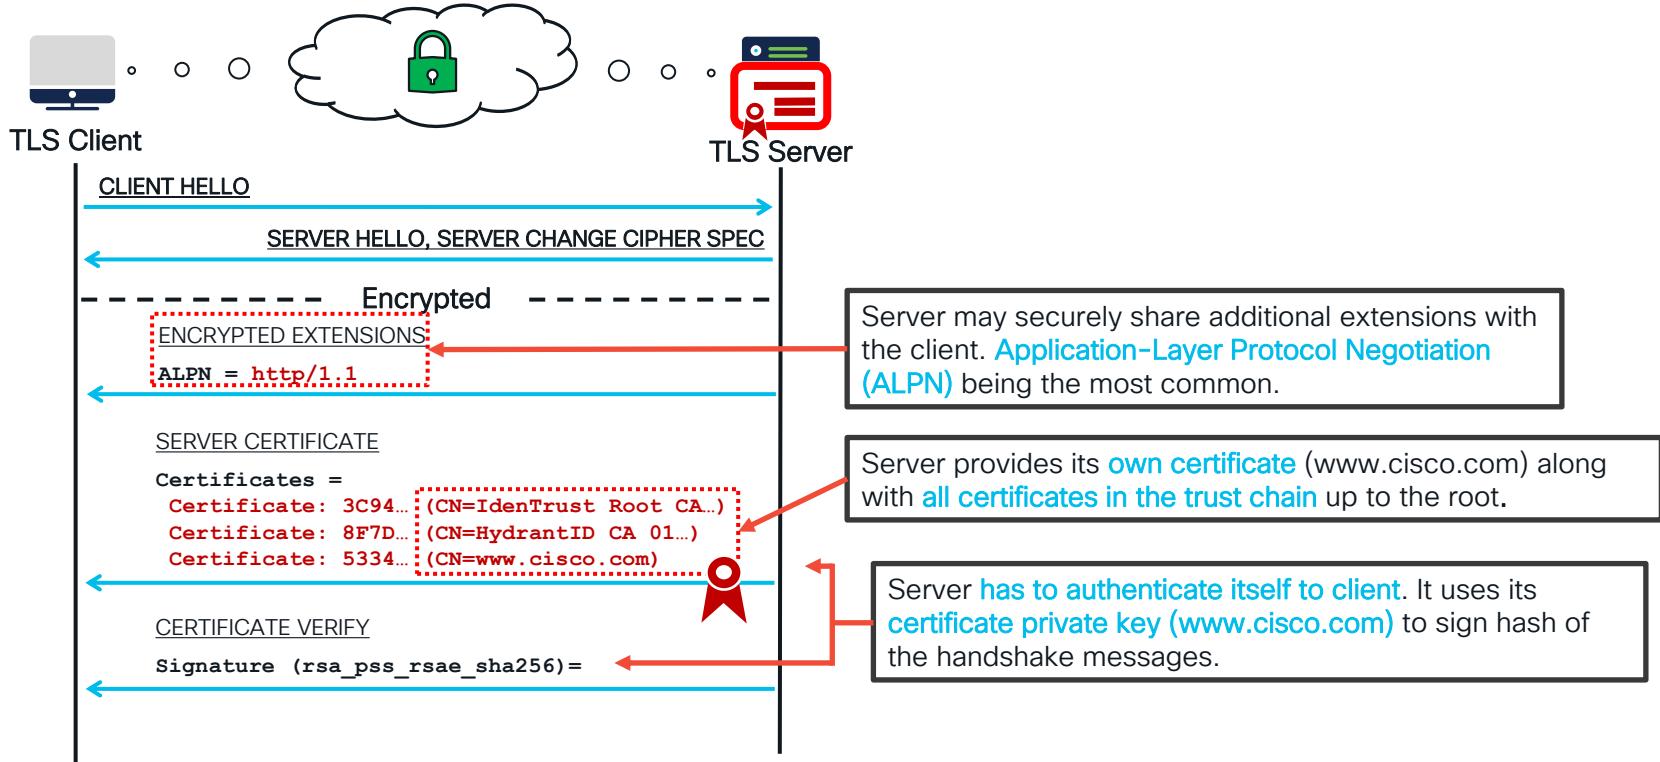 TLS Client
TLS Server
CLIENT HELLO
SERVER HELLO, SERVER CHANGE CIPHER SPEC
Encrypted
ENCRYPTED EXTENSIONS
ALPN = http/1.1
Server may securely share additional extensions with
the client. Application-Layer Protocol Negotiation
(ALPN) being the most common.
SERVER CERTIFICATE
Certificates =
Certificate: 3C94… (CN=IdenTrust Root CA…)
Certificate: 8F7D… (CN=HydrantID CA 01…)
Certificate: 5334… (CN=www.cisco.com)
Server provides its own certificate (www.cisco.com) along
with all certificates in the trust chain up to the root.
CERTIFICATE VERIFY
Signature (rsa_pss_rsae_sha256)=
Server has to authenticate itself to client. It uses its
certificate private key (www.cisco.com) to sign hash of
the handshake messages.